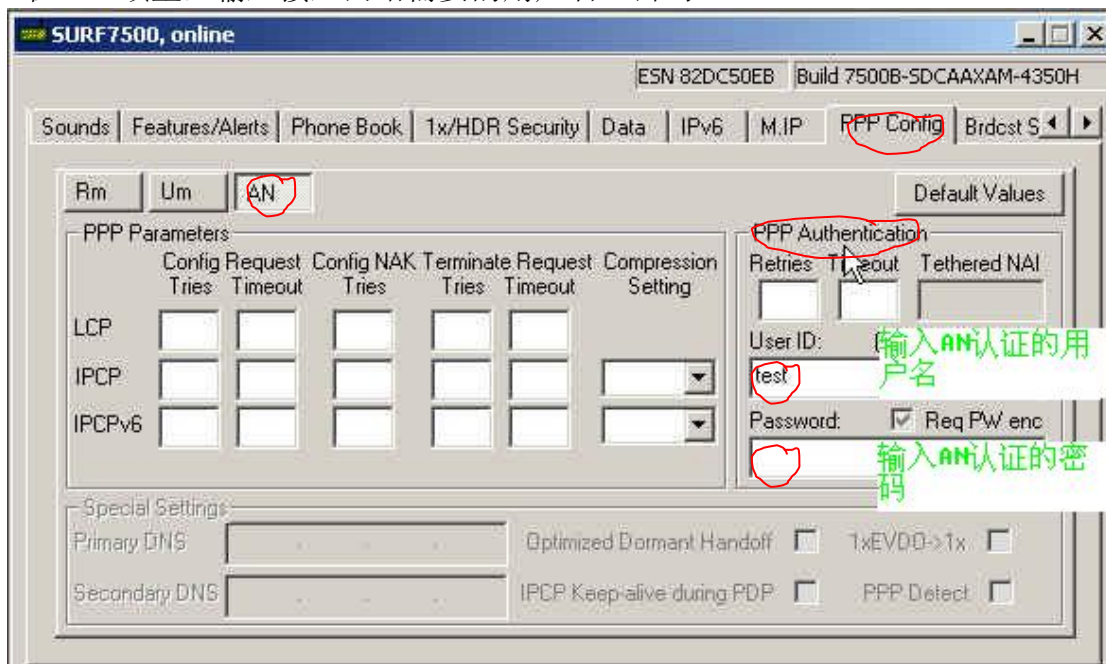 SURF7500, online
ESN 82DC50EB Build 7500B-SDCAAXAM-4350H
Sounds Features/Alerts Phone Book 1x/HDR Security Data IPv6 M.IP PPP Config Brdcst S
Rm Um AN Default Values
PPP Parameters
Config Request Config NAK Terminate Request Compression
Tries Timeout Tries Tries Timeout Setting
LCP
IPCP
IPCPv6
PPP Authentication
Retries Timeout Tethered NAI
User ID:
输入AN认证的用
户名
test
Password: Req PW enc
输入AN认证的密
码
Special Settings
Primary DNS Optimized Dormant Handoff 1xEVDO->1x
Secondary DNS IPCP Keep-alive during PDP PPP Detect